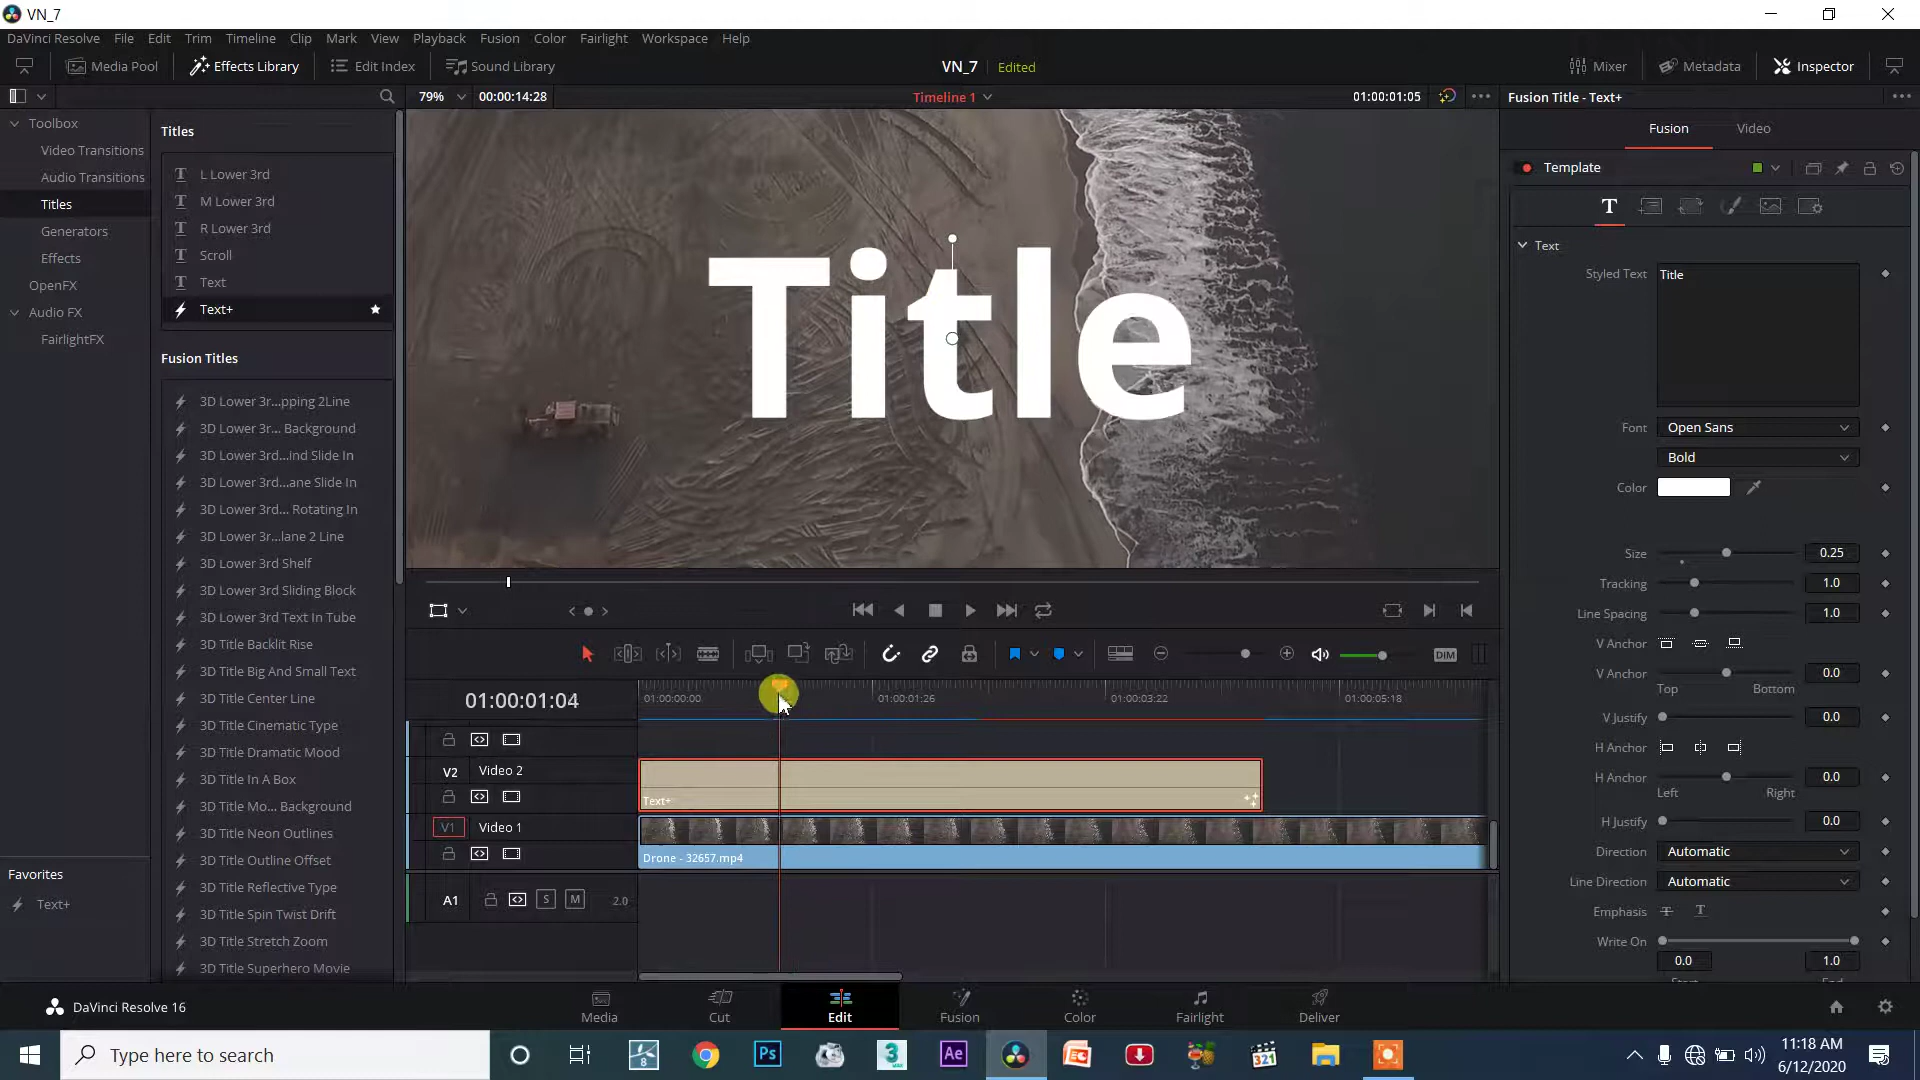 VN_7
DaVinci Resolve File Edit Trim Timeline Clip Mark View Playback Fusion Color Fairlight Workspace Help
Media Pool Effects Library Edit Index Sound Library VN_7 Edited Mixer Metadata Inspector
79% 00:00:14:28 Timeline 1 01:00:01:05 Fusion Title - Text+
Toolbox
Video Transitions
Audio Transitions
Titles
Generators
Effects
OpenFX
Audio FX
FairlightFX
Favorites
Text+
Titles
L Lower 3rd
M Lower 3rd
R Lower 3rd
Scroll
Text
Text+
Fusion Titles
3D Lower 3r...pping 2Line
3D Lower 3r... Background
3D Lower 3rd...ind Slide In
3D Lower 3rd...ane Slide In
3D Lower 3rd... Rotating In
3D Lower 3r...lane 2 Line
3D Lower 3rd Shelf
3D Lower 3rd Sliding Block
3D Lower 3rd Text In Tube
3D Title Backlit Rise
3D Title Big And Small Text
3D Title Center Line
3D Title Cinematic Type
3D Title Dramatic Mood
3D Title In A Box
3D Title Mo... Background
3D Title Neon Outlines
3D Title Outline Offset
3D Title Reflective Type
3D Title Spin Twist Drift
3D Title Stretch Zoom
3D Title Superhero Movie
Title
DIM
01:00:01:04
01:00:00:00 01:00:01:26 01:00:03:22 01:00:05:18
V2 Video 2
Text+
V1 Video 1
Drone - 32657.mp4
A1 S M 2.0
Fusion Video
Template
T
Text
Styled Text Title
Font Open Sans
Bold
Color
Size 0.25
Tracking 1.0
Line Spacing 1.0
V Anchor
V Anchor 0.0
Top Bottom
V Justify 0.0
H Anchor
H Anchor 0.0
Left Right
H Justify 0.0
Direction Automatic
Line Direction Automatic
Emphasis T T
Write On
0.0 1.0
DaVinci Resolve 16
Media Cut Edit Fusion Color Fairlight Deliver
Type here to search
8
Ps
3
Ae
321
11:18 AM
6/12/2020